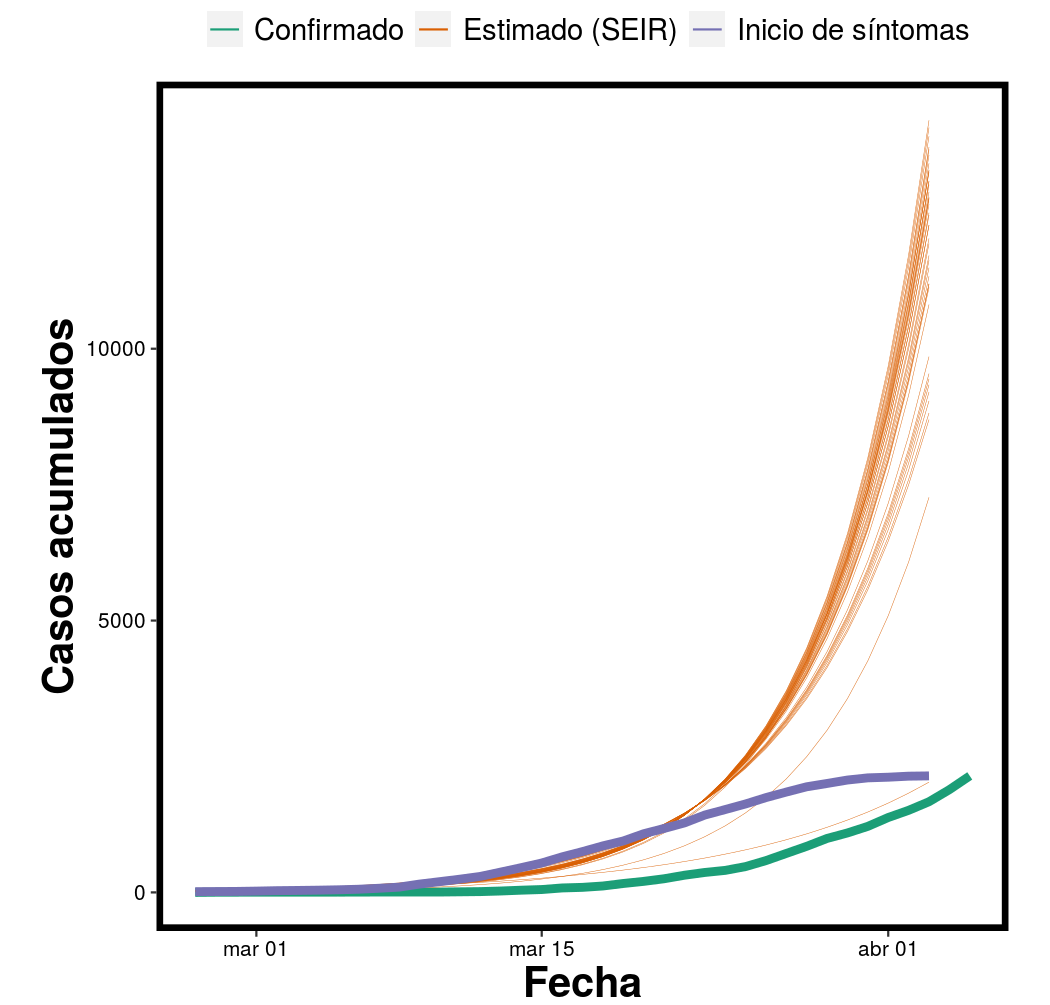 Confirmado Estimado (SEIR) Inicio de síntomas
Casos acumulados
10000
5000
0
mar 01 mar 15 abr 01
Fecha